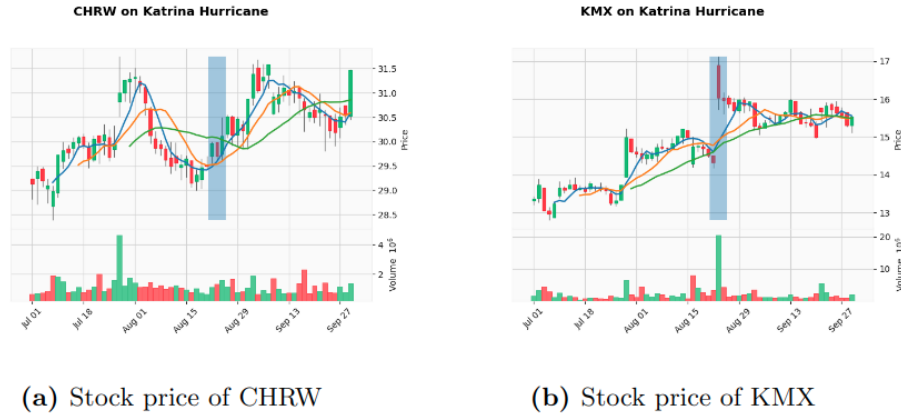 CHRW on Katrina Hurricane
31.5
31.0
30.5
30.0
29.5
29.0
28.5
Price
4
2
Volume 10^6
Jul 01
Jul 18
Aug 01
Aug 15
Aug 29
Sep 13
Sep 27
(a) Stock price of CHRW
KMX on Katrina Hurricane
17
16
15
14
13
Price
20
10
Volume 10^6
Jul 01
Jul 18
Aug 01
Aug 15
Aug 29
Sep 13
Sep 27
(b) Stock price of KMX